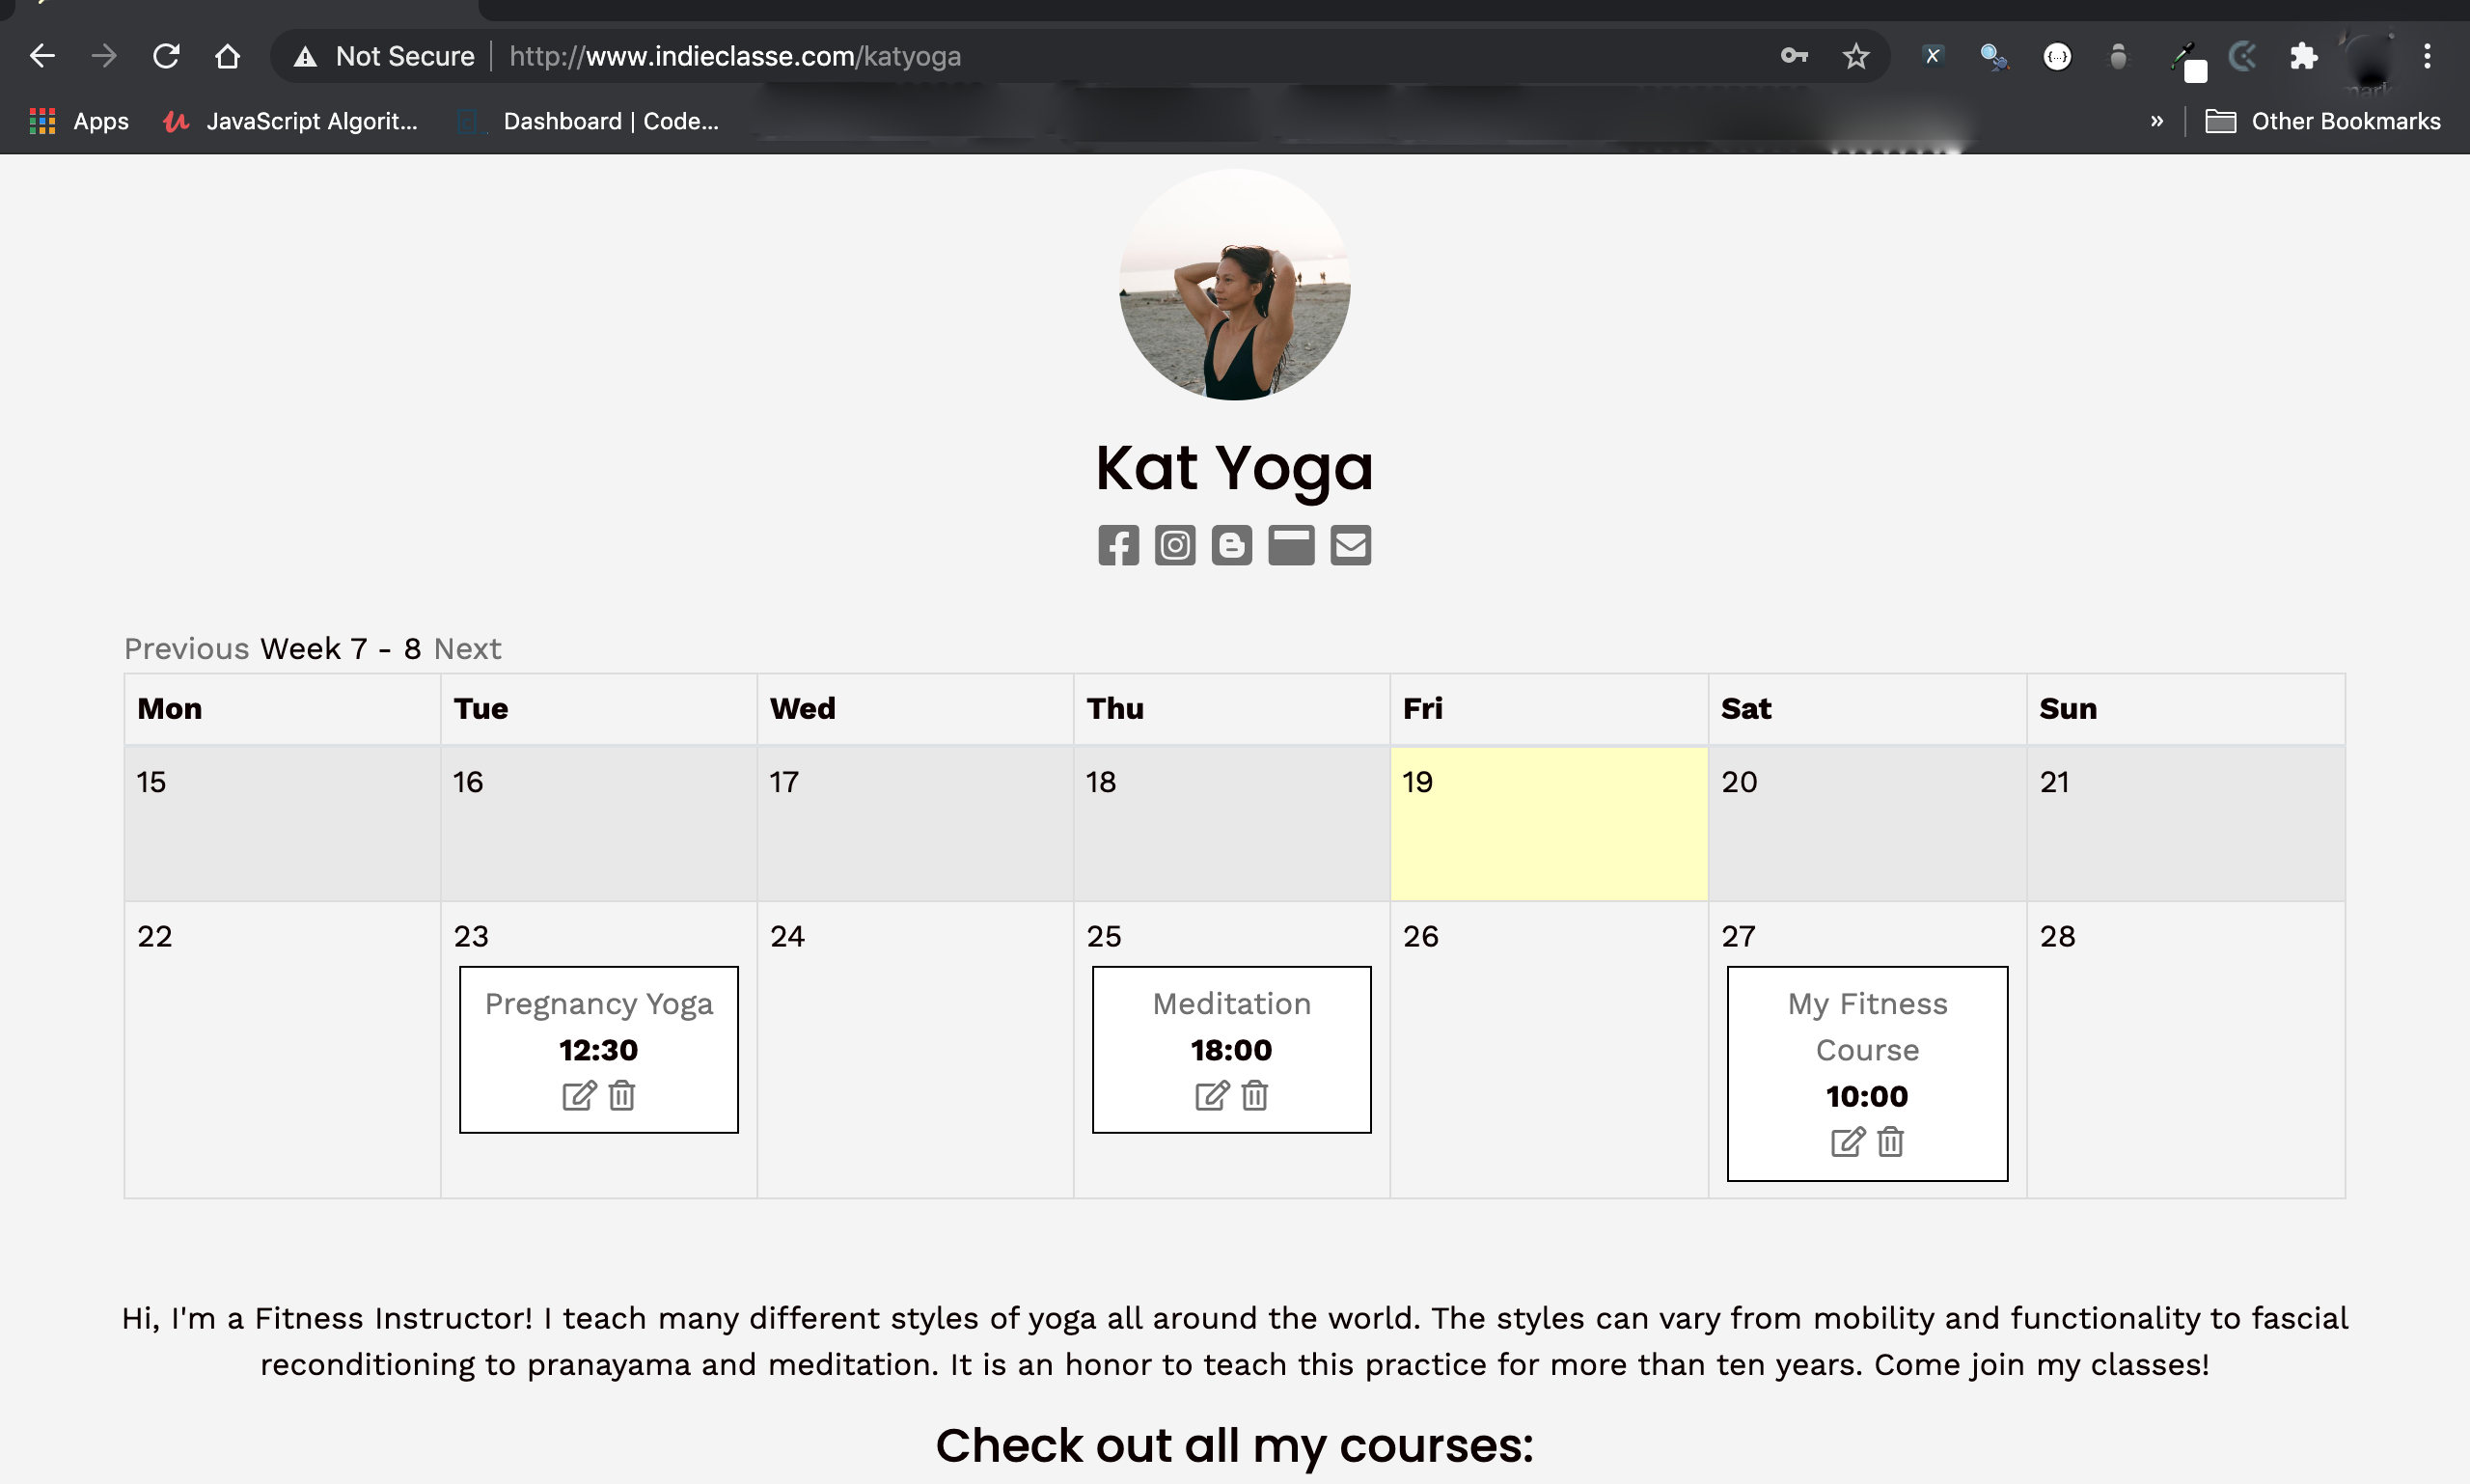 Not Secure http://www.indieclasse.com/katyoga
Apps JavaScript Algorit... Dashboard | Code... » Other Bookmarks
Kat Yoga
Previous Week 7 - 8 Next
Mon Tue Wed Thu Fri Sat Sun
15 16 17 18 19 20 21
22 23 24 25 26 27 28
Pregnancy Yoga
12:30
Meditation
18:00
My Fitness
Course
10:00
Hi, I'm a Fitness Instructor! I teach many different styles of yoga all around the world. The styles can vary from mobility and functionality to fascial
reconditioning to pranayama and meditation. It is an honor to teach this practice for more than ten years. Come join my classes!
Check out all my courses: